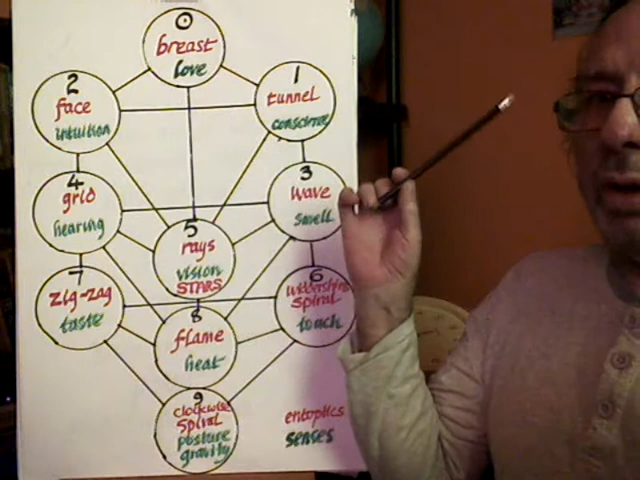 0
breast
love
2
face
intuition
1
tunnel
conscience
4
grid
hearing
3
wave
smell
5
rays
vision
STARS
7
zig-zag
taste
6
widdershins
spiral
touch
8
flame
heat
9
clockwise
spiral
posture
gravity
entoptics
senses